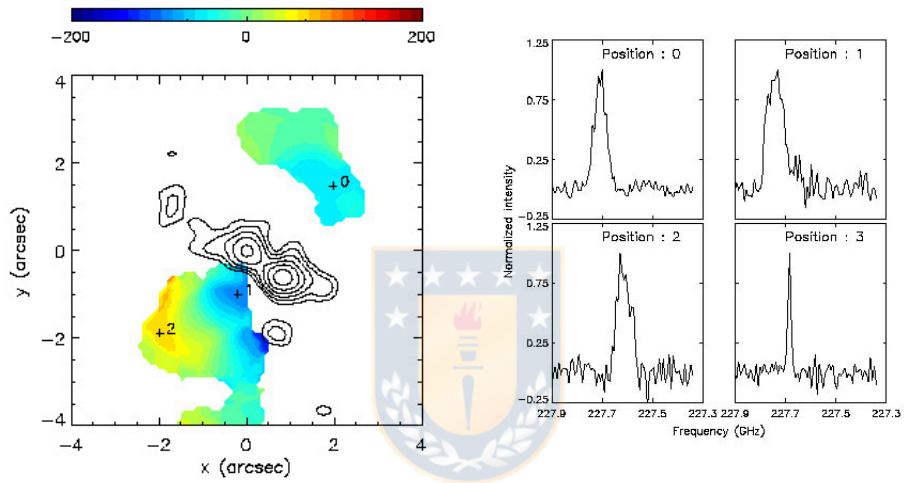 -200 0 200
4
2
0
-2
-4
y (arcsec)
-4 -2 0 2 4
x (arcsec)
+0
+1
+2
Position : 0
Position : 1
Position : 2
Position : 3
1.25
0.75
0.25
-0.25
1.25
0.75
0.25
-0.25
Normalized intensity
227.9 227.7 227.5 227.9 227.7 227.5 227.3
Frequency (GHz)